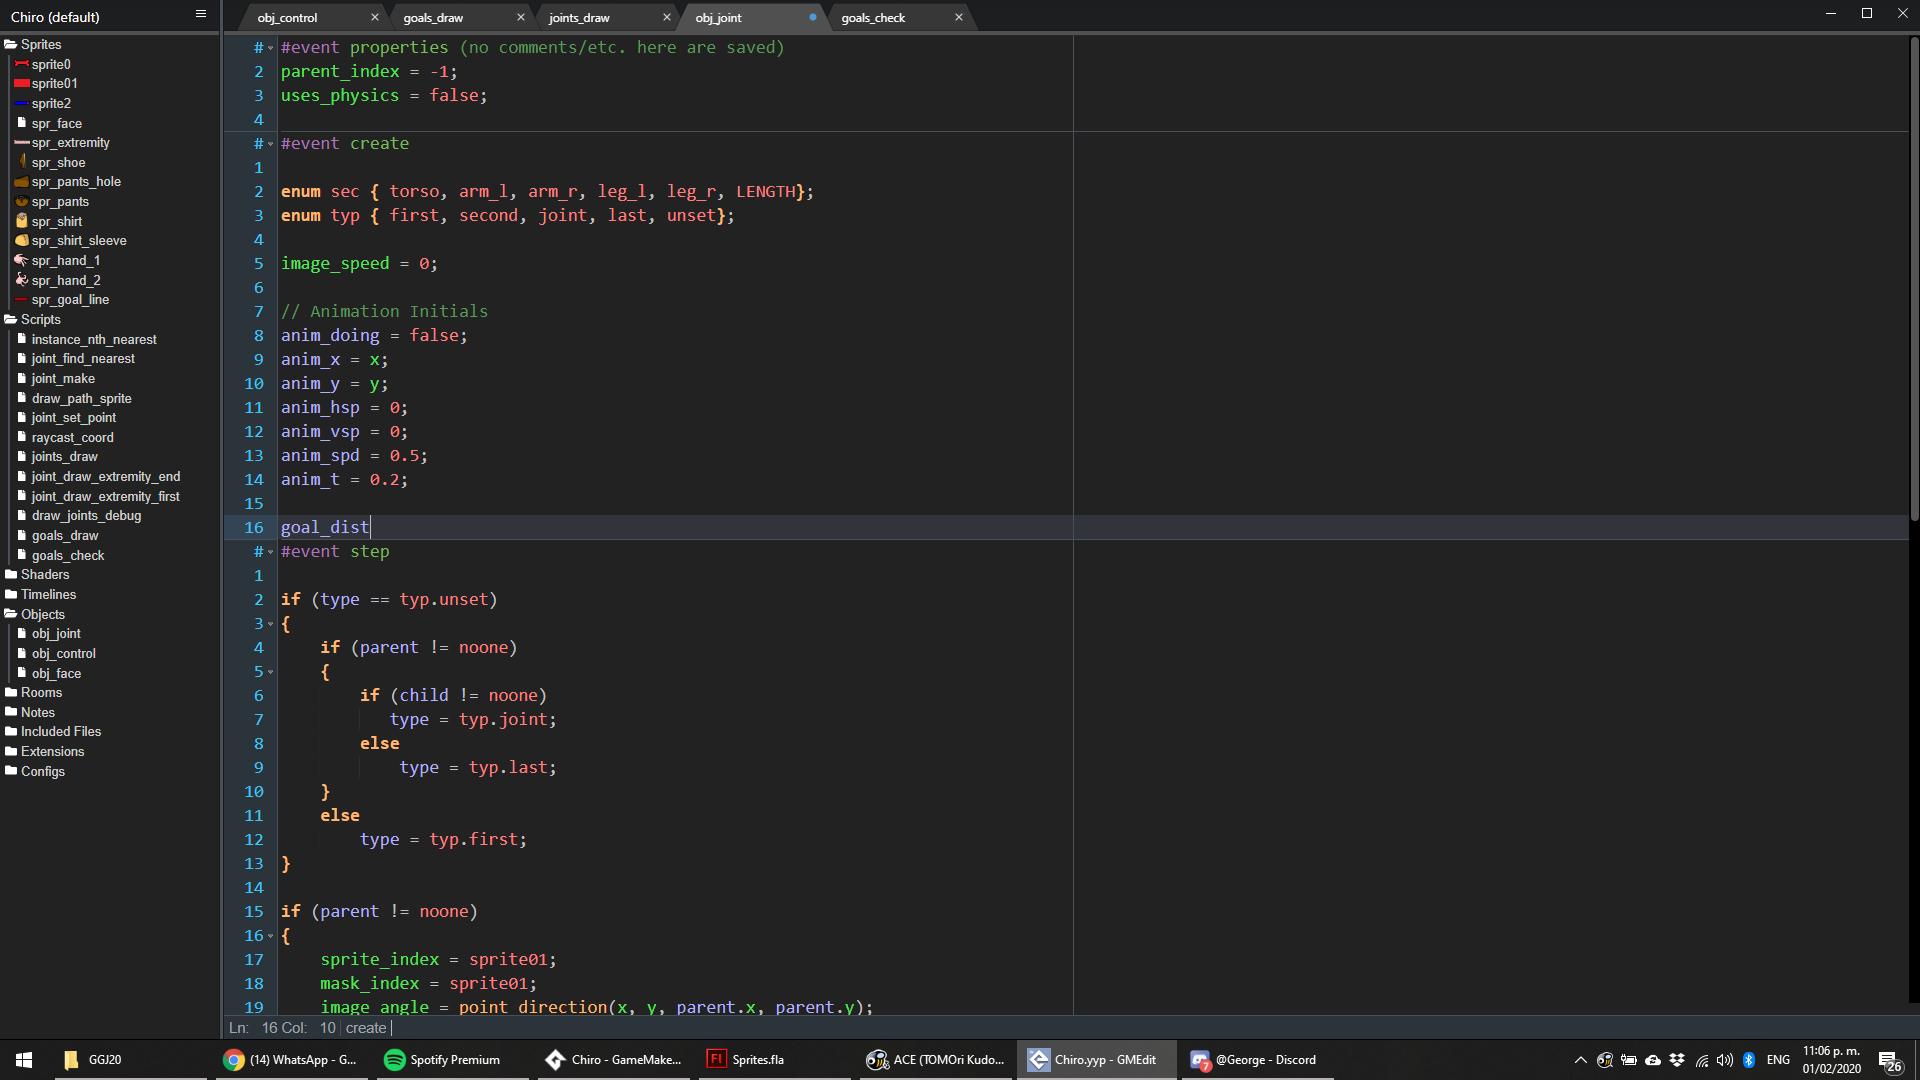 Chiro (default)
obj_control
goals_draw
joints_draw
obj_joint
goals_check
Sprites
sprite0
sprite01
sprite2
spr_face
spr_extremity
spr_shoe
spr_pants_hole
spr_pants
spr_shirt
spr_shirt_sleeve
spr_hand_1
spr_hand_2
spr_goal_line
Scripts
instance_nth_nearest
joint_find_nearest
joint_make
draw_path_sprite
joint_set_point
raycast_coord
joints_draw
joint_draw_extremity_end
joint_draw_extremity_first
draw_joints_debug
goals_draw
goals_check
Shaders
Timelines
Objects
obj_joint
obj_control
obj_face
Rooms
Notes
Included Files
Extensions
Configs
# #event properties (no comments/etc. here are saved)
2 parent_index = -1;
3 uses_physics = false;
4
# #event create
1
2 enum sec { torso, arm_l, arm_r, leg_l, leg_r, LENGTH};
3 enum typ { first, second, joint, last, unset};
4
5 image_speed = 0;
6
7 // Animation Initials
8 anim_doing = false;
9 anim_x = x;
10 anim_y = y;
11 anim_hsp = 0;
12 anim_vsp = 0;
13 anim_spd = 0.5;
14 anim_t = 0.2;
15
16 goal_dist
# #event step
1
2 if (type == typ.unset)
3 {
4 if (parent != noone)
5 {
6 if (child != noone)
7 type = typ.joint;
8 else
9 type = typ.last;
10 }
11 else
12 type = typ.first;
13 }
14
15 if (parent != noone)
16 {
17 sprite_index = sprite01;
18 mask_index = sprite01;
19 image_angle = point_direction(x, y, parent.x, parent.y);
Ln: 16 Col: 10 create
GGJ20
(14) WhatsApp - G...
Spotify Premium
Chiro - GameMake...
Fl
Sprites.fla
ACE (TOMOri Kudo...
Chiro.yyp - GMEdit
7
@George - Discord
ENG
11:06 p. m.
01/02/2020
26